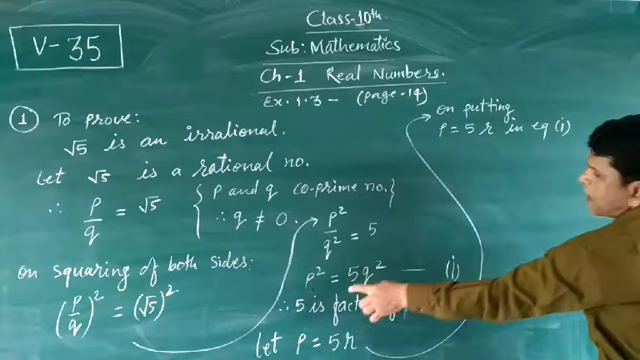 V-35
Class-10th
Sub: Mathematics
Ch-1 Real Numbers.
Ex. 1.3 - (Page-14)
① To Prove:
√5 is an irrational.
Let √5 is a rational no.
∴ p/q = √5 { p and q co-prime no. }
∴ q ≠ 0.
on squaring of both sides:
(p/q)² = (√5)²
p²/q² = 5
p² = 5q² — (i)
∴ 5 is
Let p = 5r
on putting
p = 5r in eq (i)